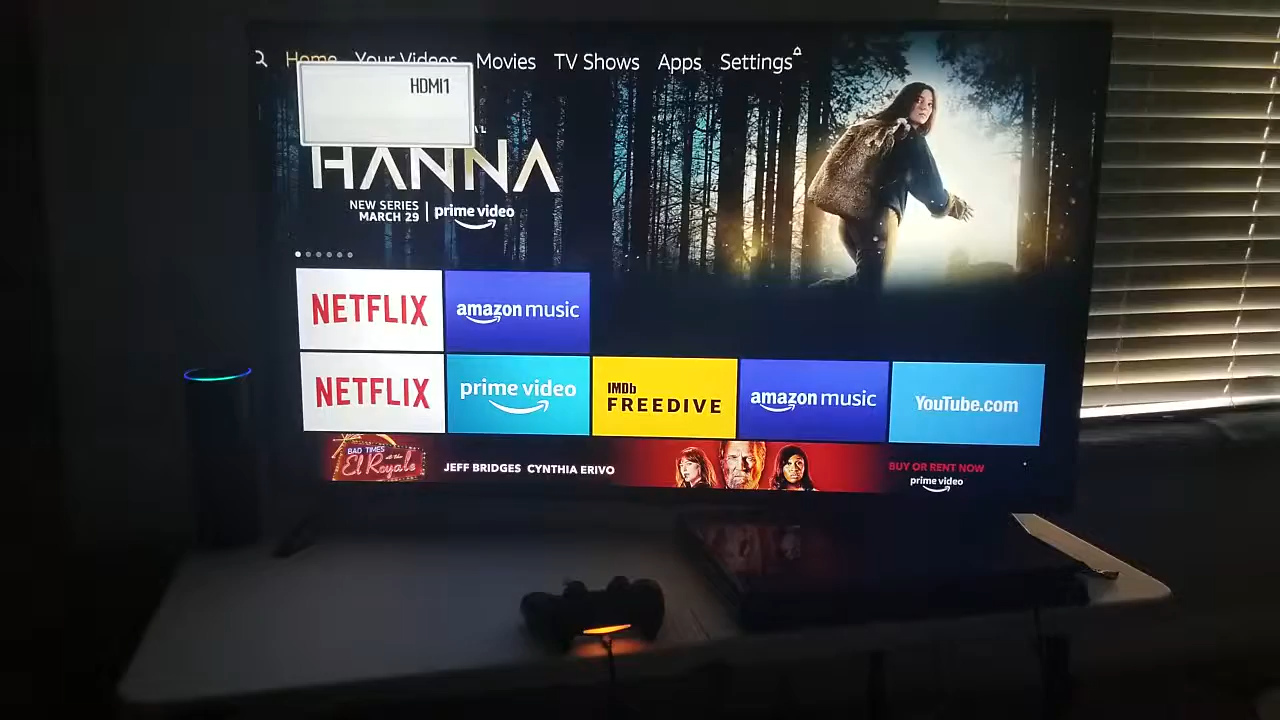 Home Your Videos Movies TV Shows Apps Settings
HDMI1
HANNA
NEW SERIES
MARCH 29
prime video
NETFLIX
amazon music
NETFLIX
prime video
IMDb
FREEDIVE
amazon music
YouTube.com
BAD TIMES
at the
El Royale
JEFF BRIDGES CYNTHIA ERIVO
BUY OR RENT NOW
prime video